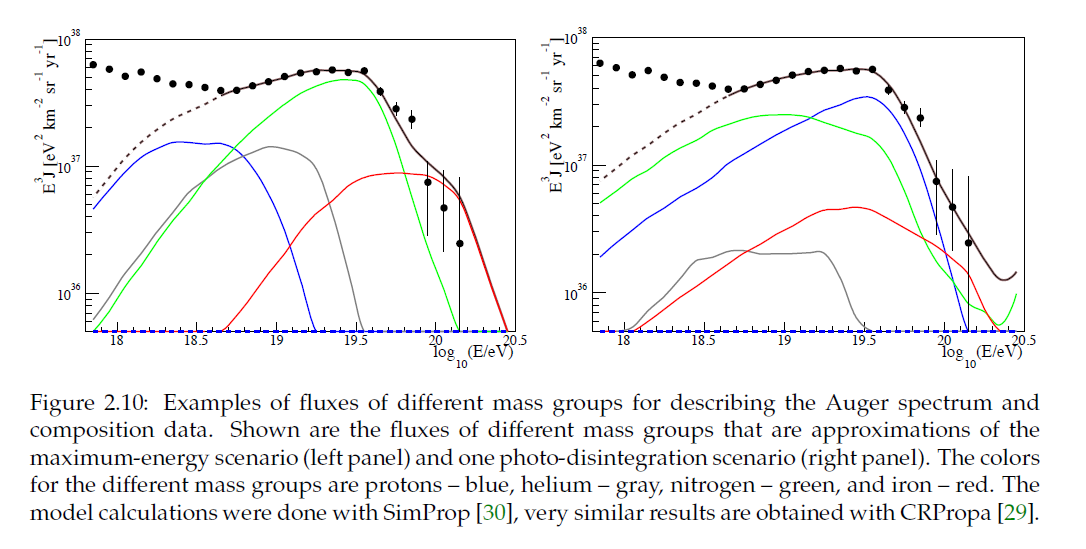 10^38
10^37
10^36
E^3J [eV^2 km^-2 sr^-1 yr^-1]
18 18.5 19 19.5 20 20.5
log_10(E/eV)
10^38
10^37
10^36
E^3J [eV^2 km^-2 sr^-1 yr^-1]
18 18.5 19 19.5 20 20.5
log_10(E/eV)
Figure 2.10: Examples of fluxes of different mass groups for describing the Auger spectrum and
composition data. Shown are the fluxes of different mass groups that are approximations of the
maximum-energy scenario (left panel) and one photo-disintegration scenario (right panel). The colors
for the different mass groups are protons – blue, helium – gray, nitrogen – green, and iron – red. The
model calculations were done with SimProp [30], very similar results are obtained with CRPropa [29].